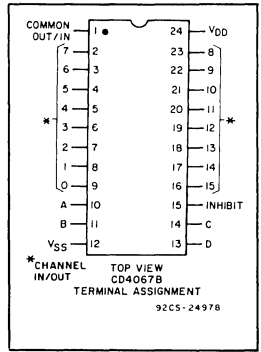 COMMON
OUT/IN 1 24 VDD
7 2 23 8
6 3 22 9
5 4 21 10
4 5 20 11
* 3 6 19 12 *
2 7 18 13
1 8 17 14
0 9 16 15
A 10 15 INHIBIT
B 11 14 C
VSS 12 13 D
*CHANNEL
IN/OUT
TOP VIEW
CD4067B
TERMINAL ASSIGNMENT
92CS-24978